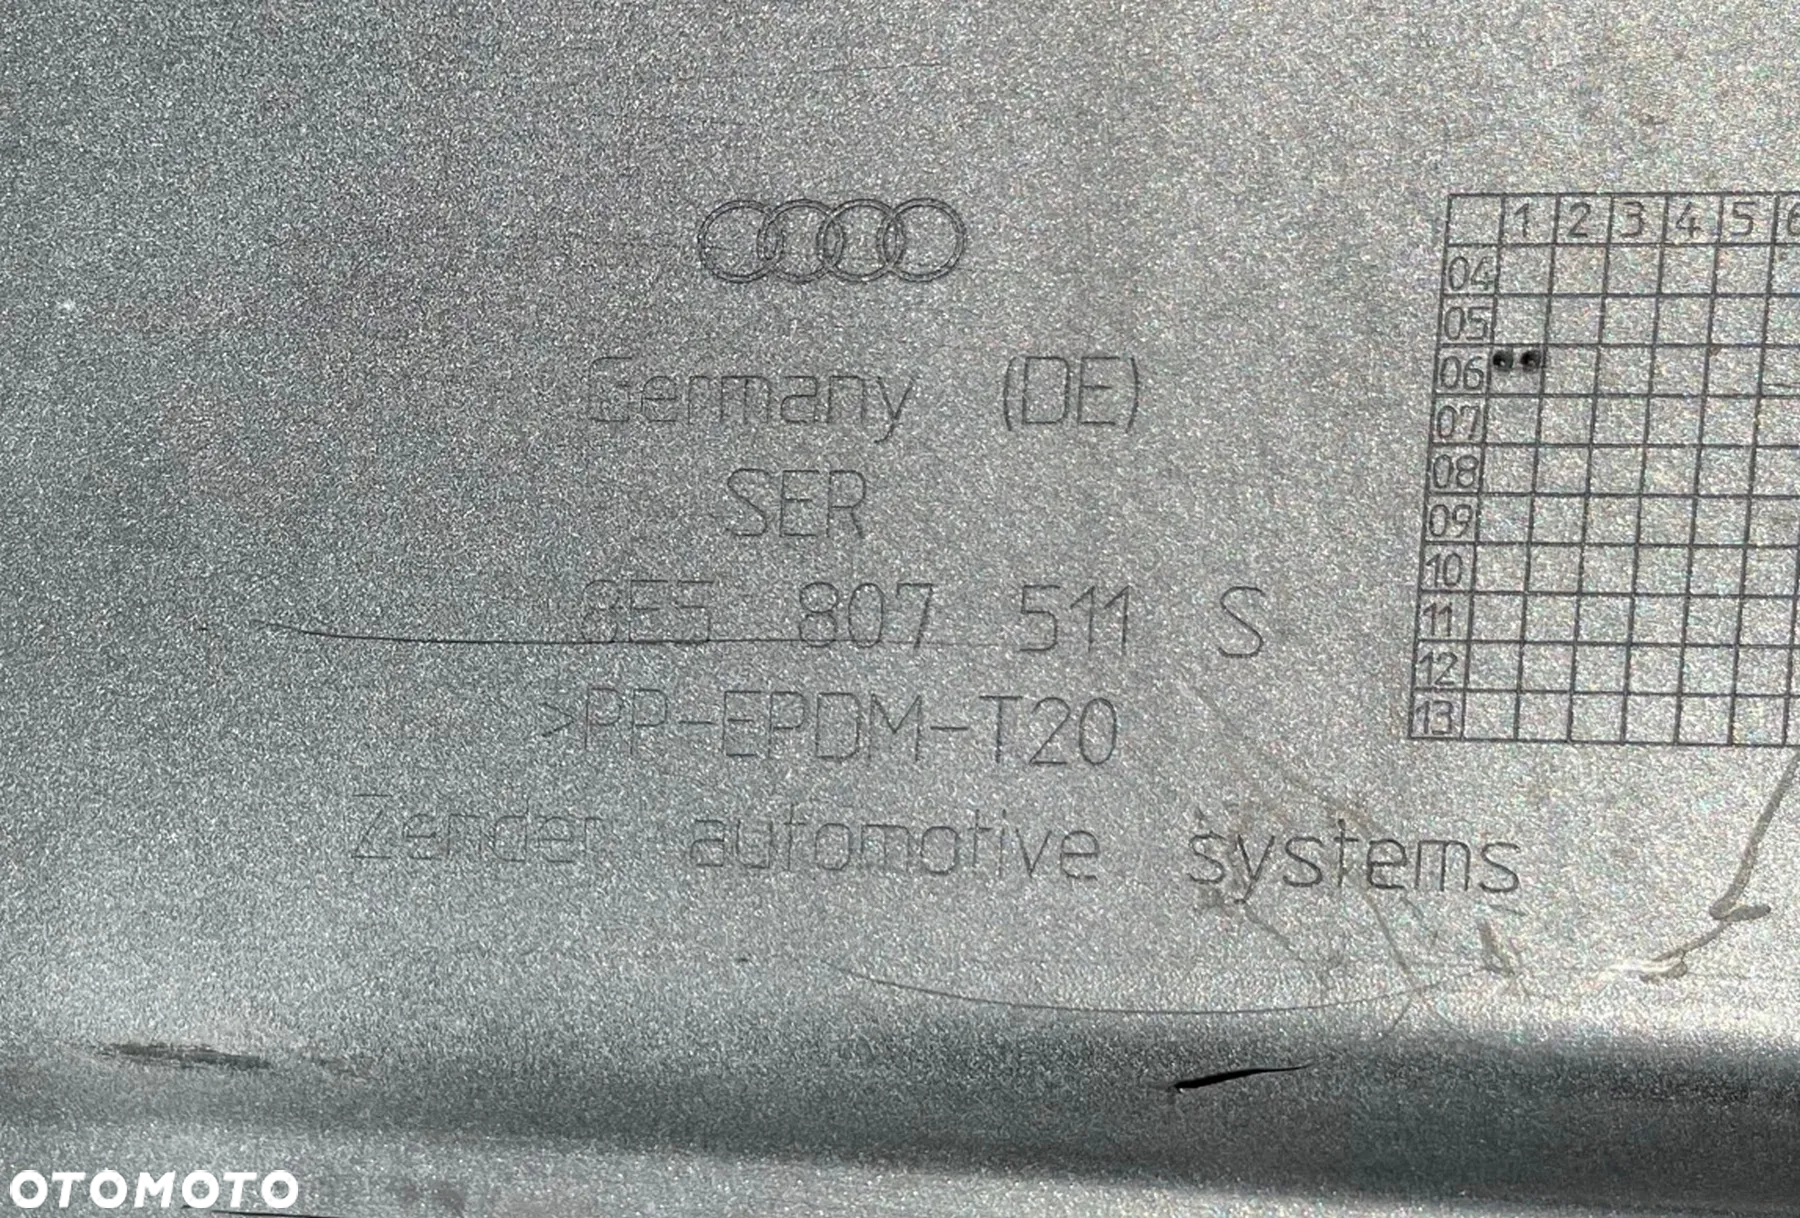 1 2 3 4 5 6
04
05
06
07
08
09
10
11
12
13
Germany (DE)
SER
8E5 807 511 S
>PP-EPDM-T20
Zender automotive systems
OTOMOTO